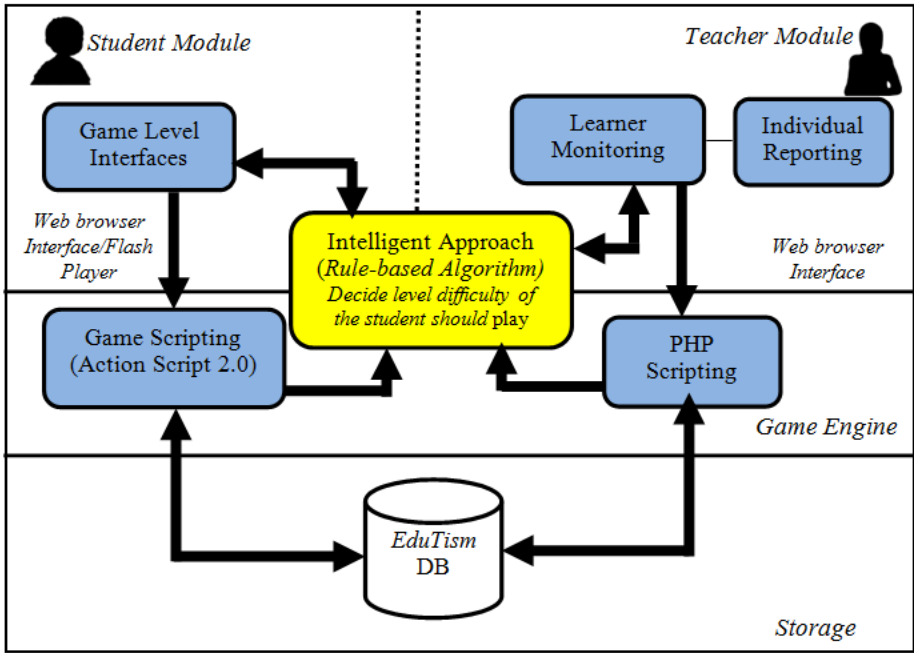 Student Module
Teacher Module
Game Level
Interfaces
Learner
Monitoring
Individual
Reporting
Web browser
Interface/Flash
Player
Intelligent Approach
(Rule-based Algorithm)
Decide level difficulty of
the student should play
Web browser
Interface
Game Scripting
(Action Script 2.0)
PHP
Scripting
Game Engine
EduTism
DB
Storage